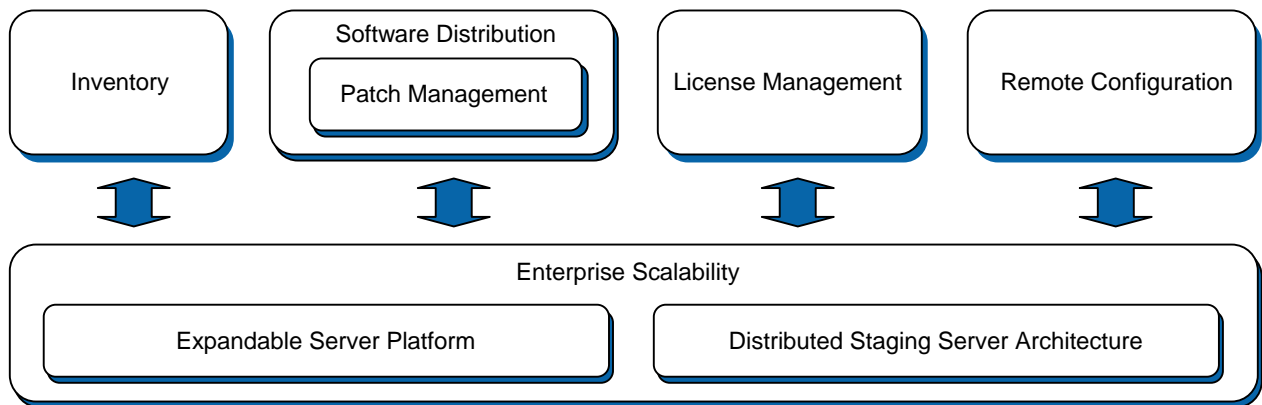 Inventory
Software Distribution
Patch Management
License Management
Remote Configuration
Enterprise Scalability
Expandable Server Platform
Distributed Staging Server Architecture